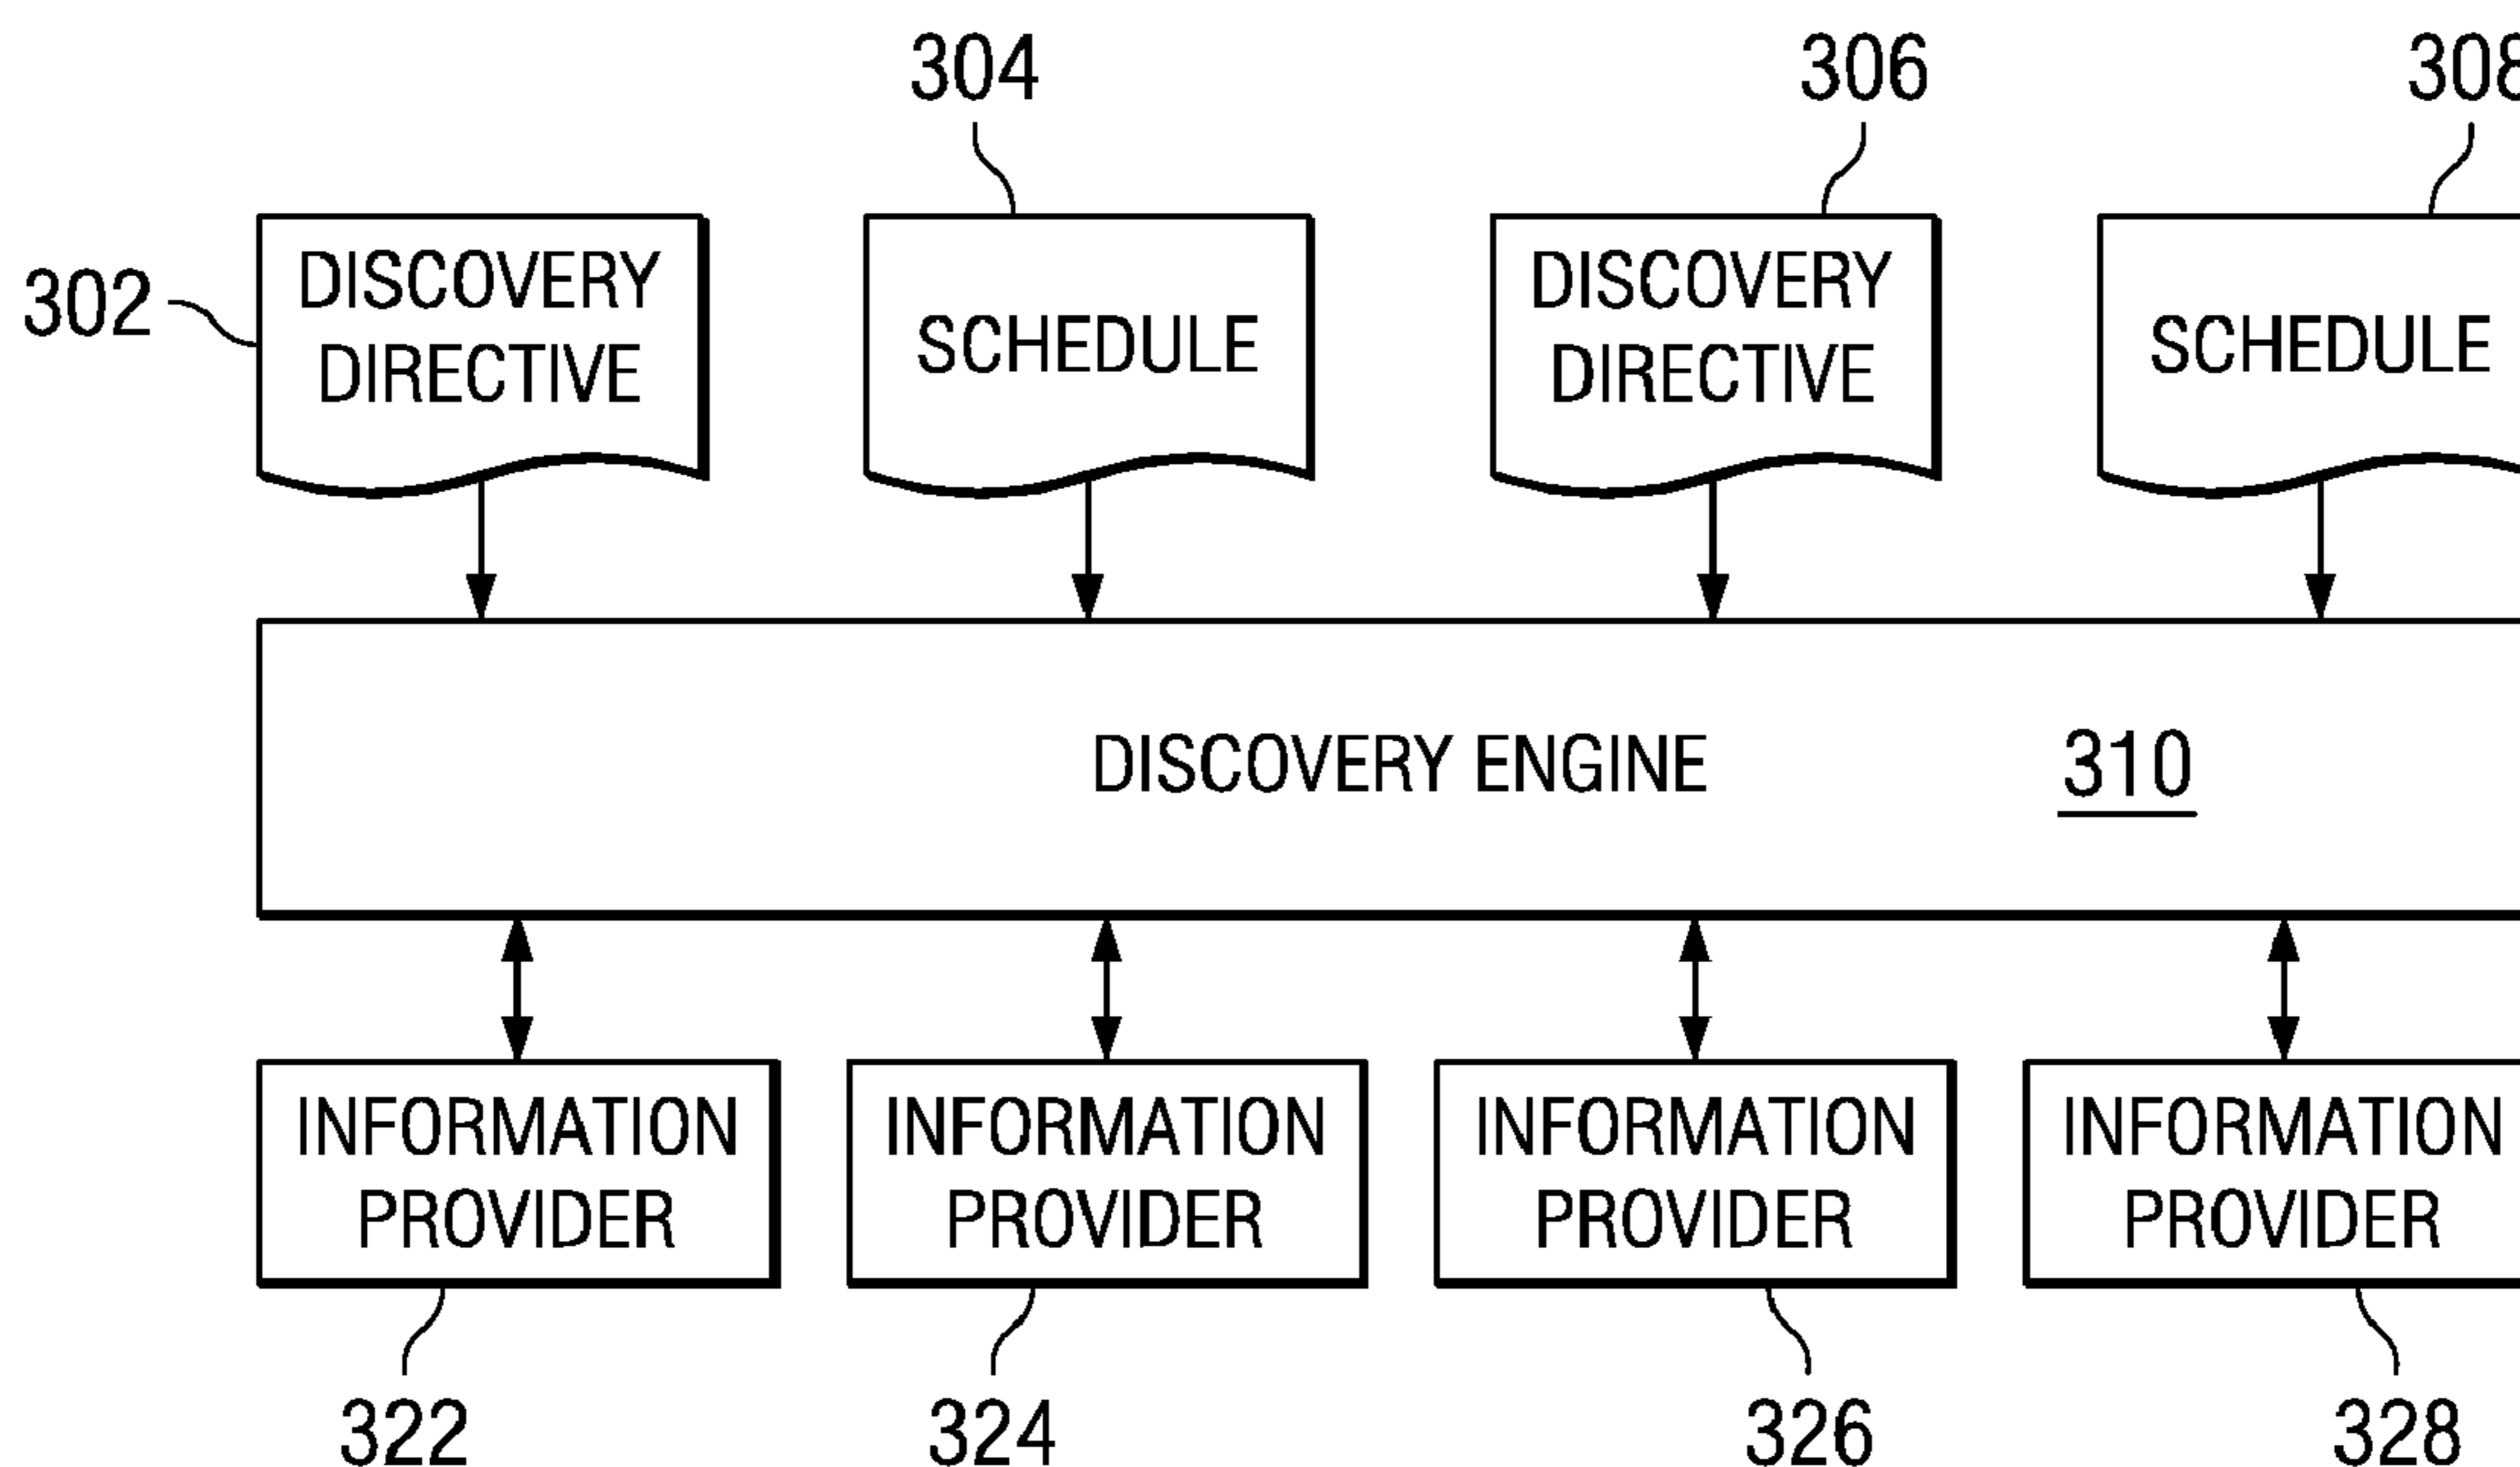 304 306 308
302
DISCOVERY
DIRECTIVE
SCHEDULE
DISCOVERY
DIRECTIVE
SCHEDULE
DISCOVERY ENGINE 310
INFORMATION
PROVIDER
INFORMATION
PROVIDER
INFORMATION
PROVIDER
INFORMATION
PROVIDER
322 324 326 328